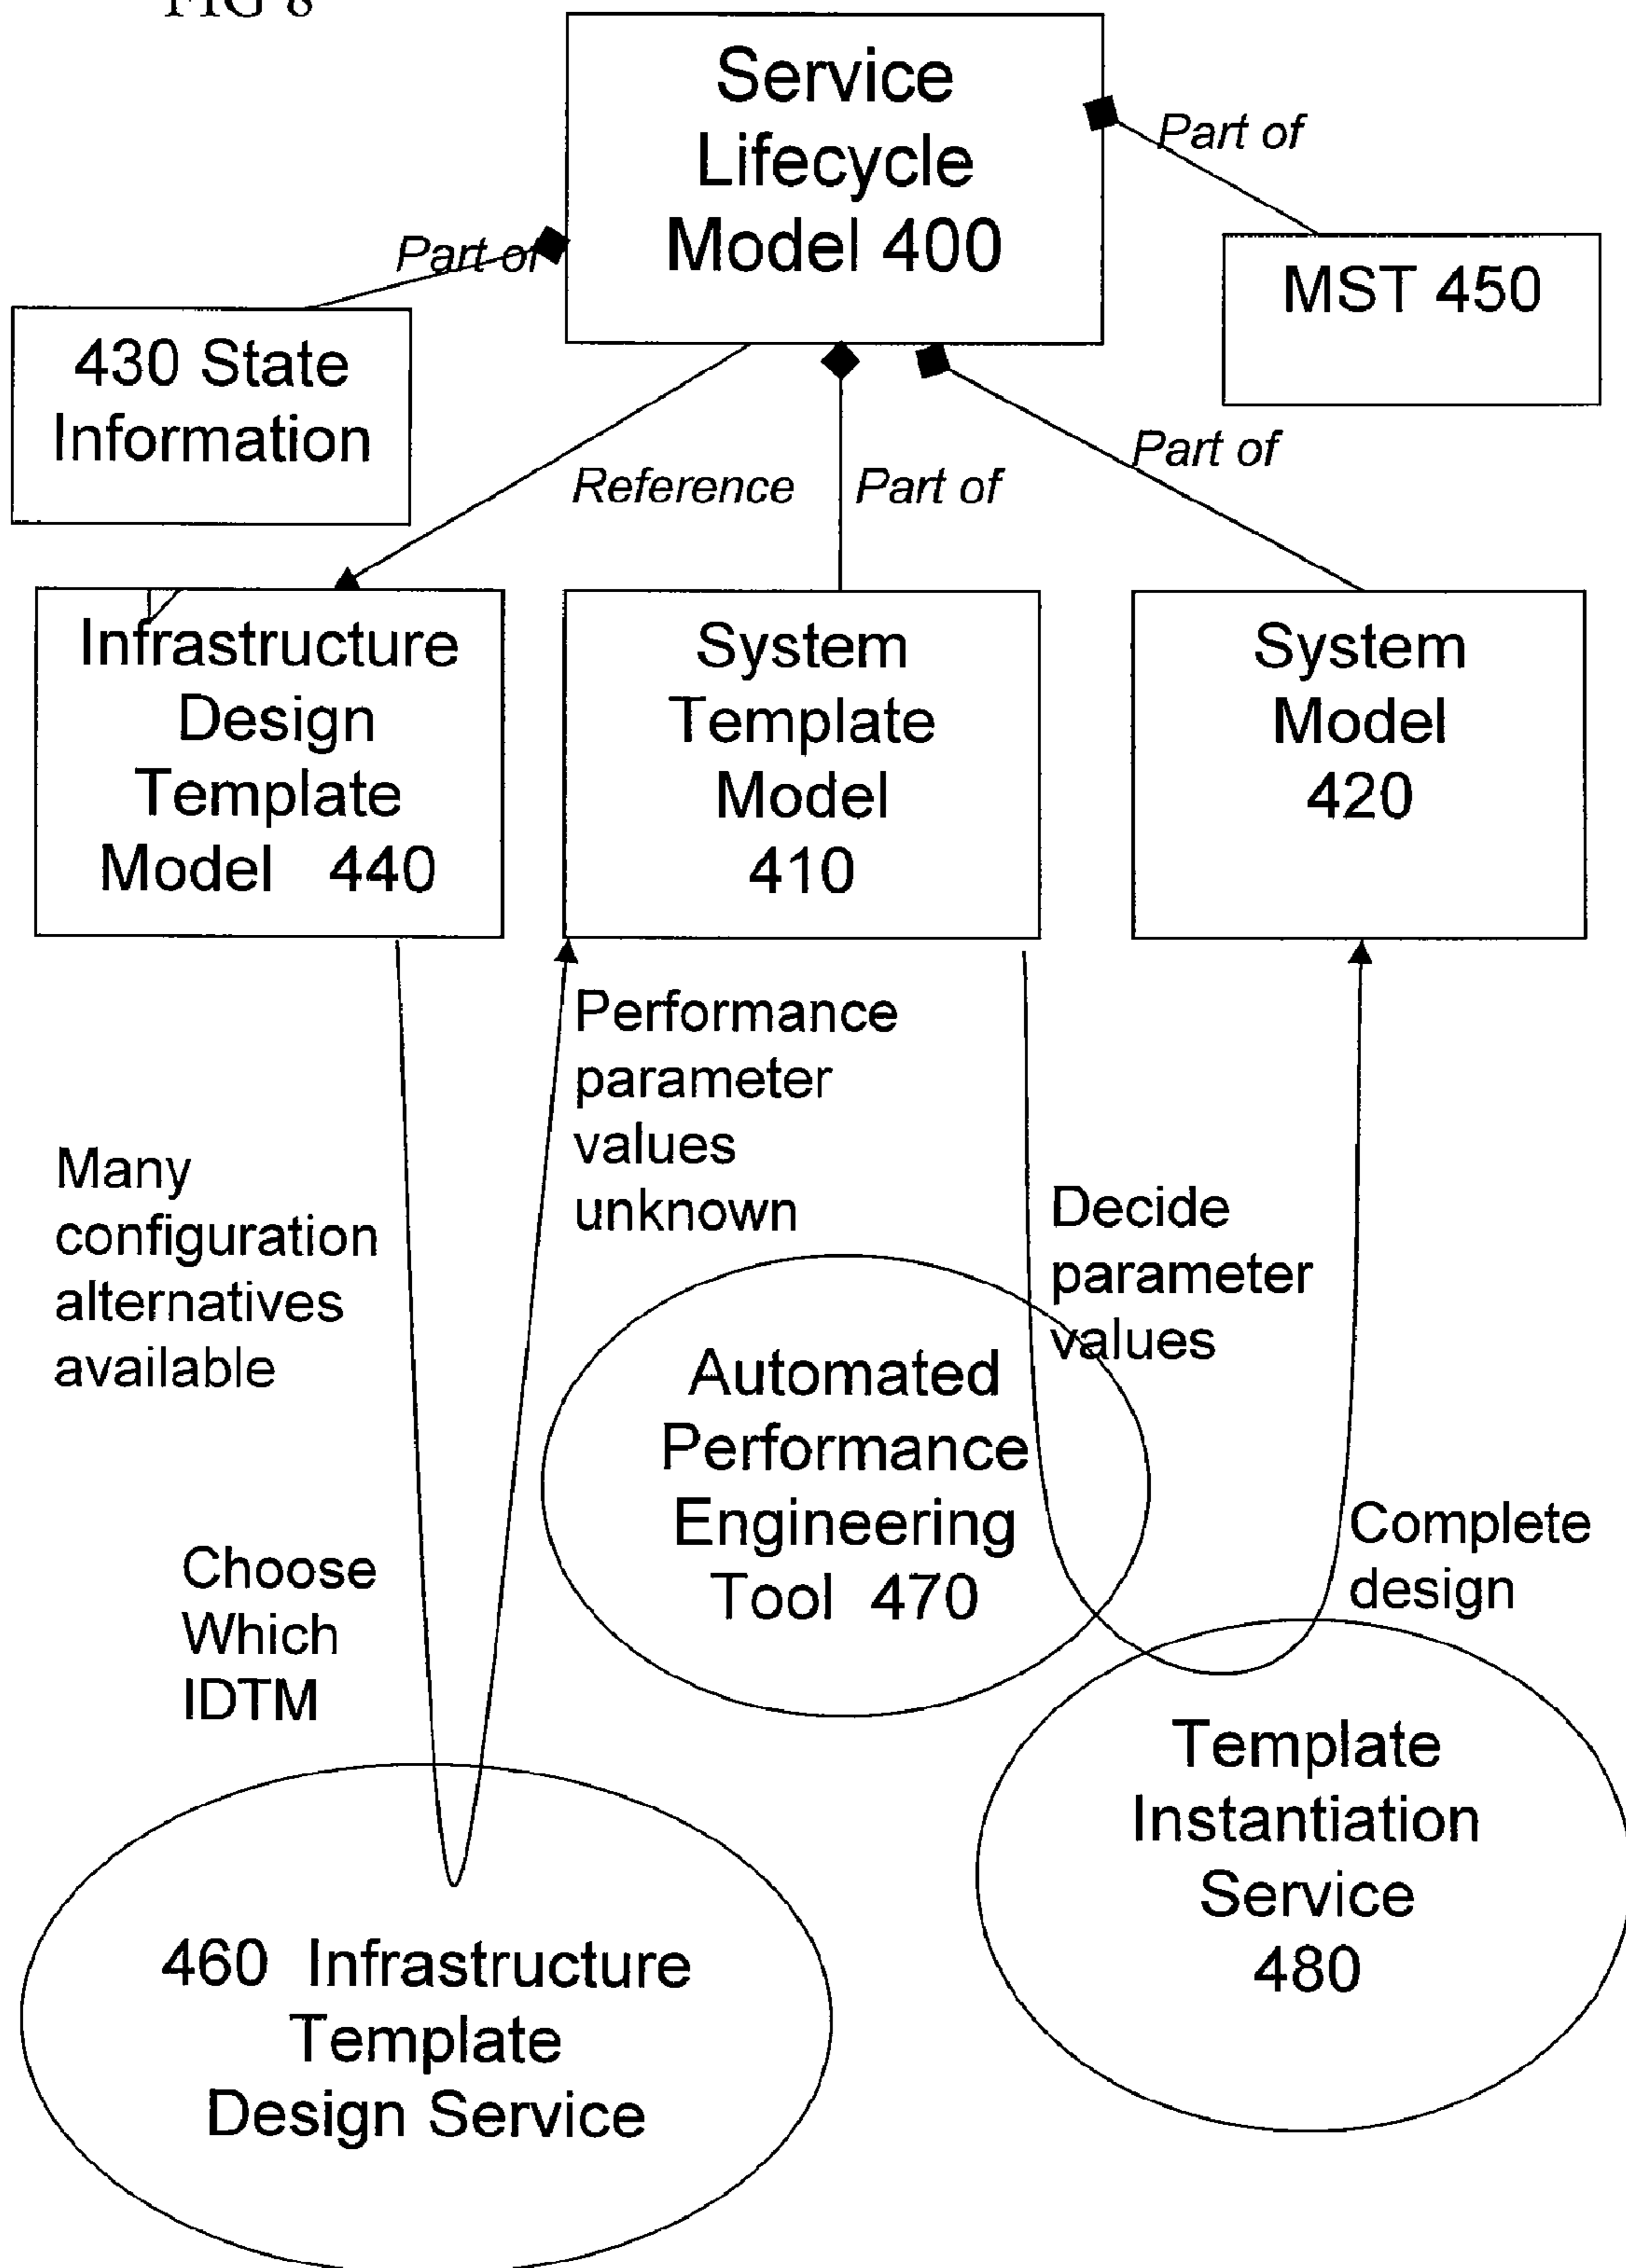 FIG 8
Service
Lifecycle
Model 400
Part of
Part of
MST 450
430 State
Information
Reference
Part of
Part of
Infrastructure
Design
Template
Model 440
System
Template
Model
410
System
Model
420
Performance
parameter
values
unknown
Many
configuration
alternatives
available
Decide
parameter
values
Automated
Performance
Engineering
Tool 470
Complete
design
Choose
Which
IDTM
Template
Instantiation
Service
480
460 Infrastructure
Template
Design Service